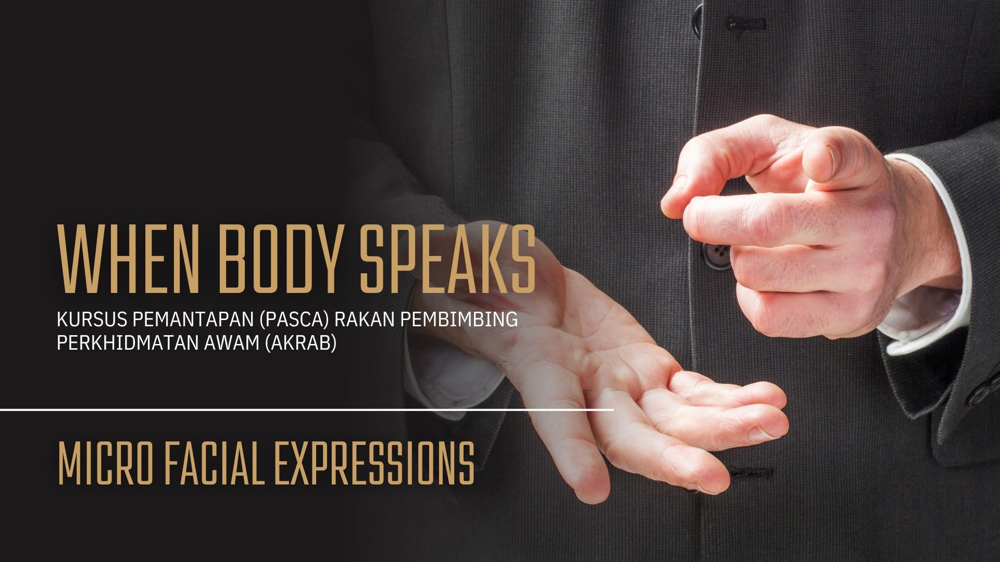 WHEN BODY SPEAKS
KURSUS PEMANTAPAN (PASCA) RAKAN PEMBIMBING
PERKHIDMATAN AWAM (AKRAB)
MICRO FACIAL EXPRESSIONS